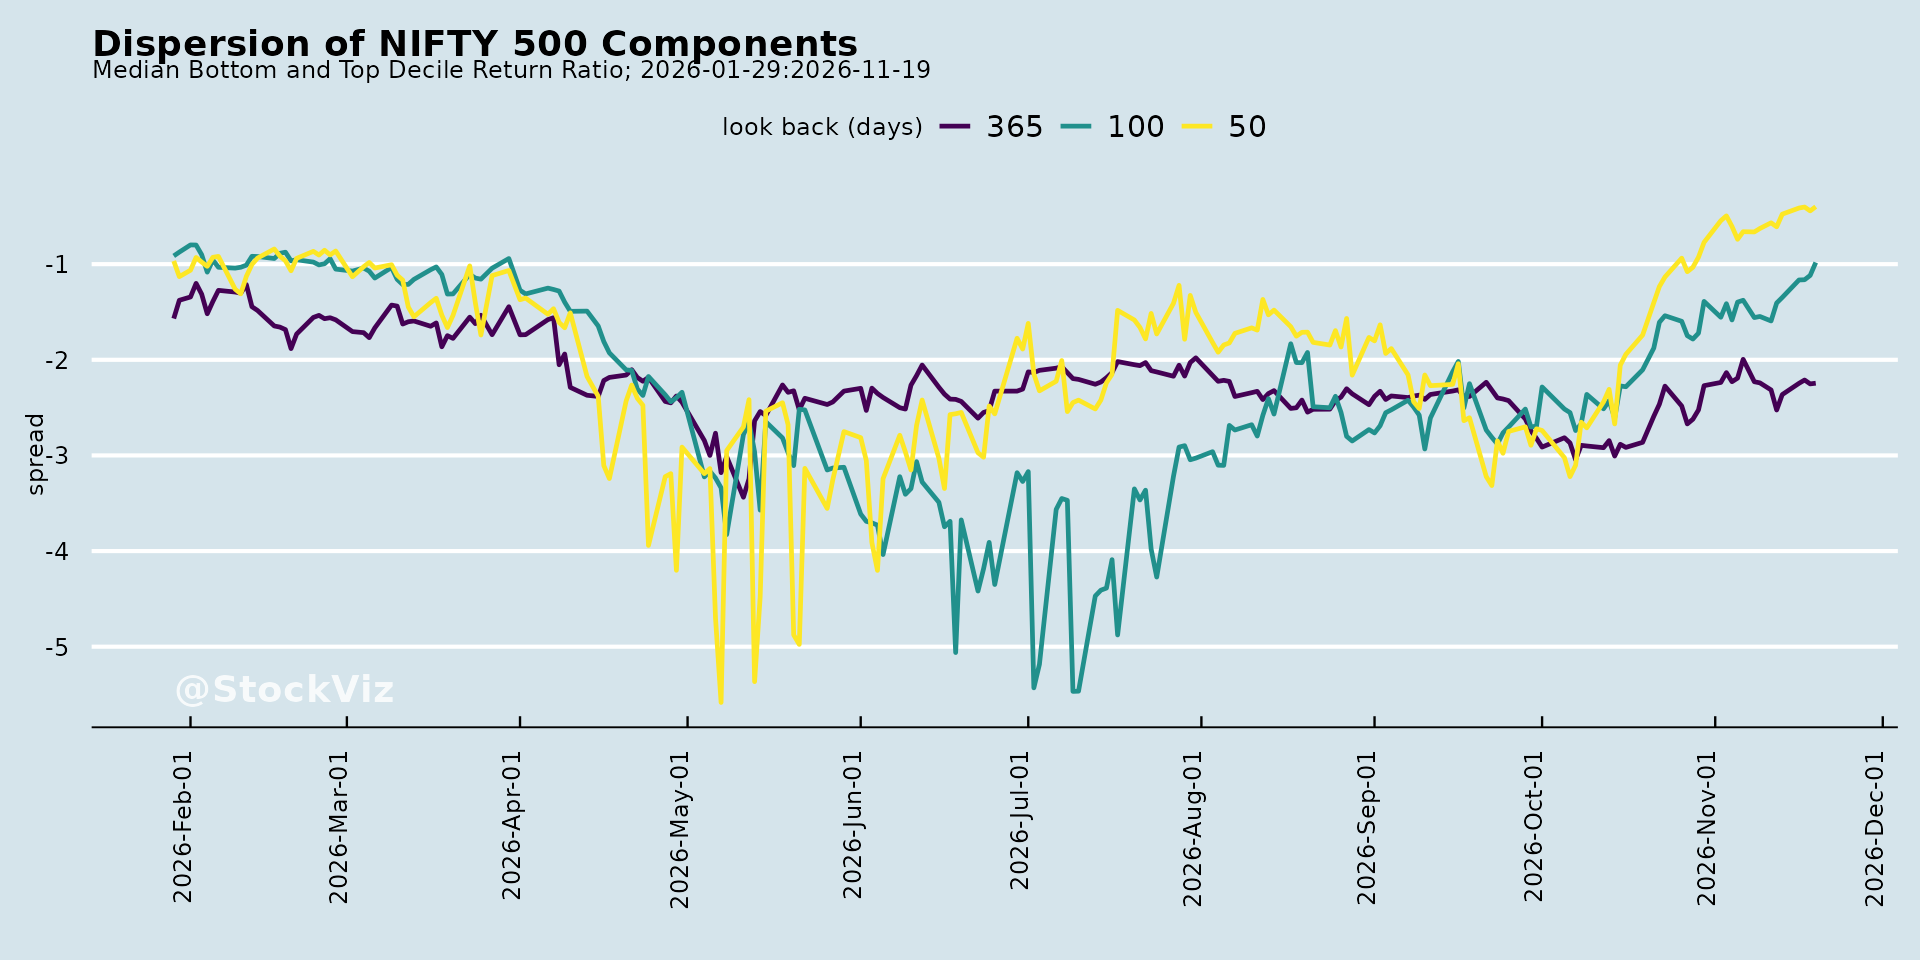 Dispersion of NIFTY 500 Components
Median Bottom and Top Decile Return Ratio; 2026-01-29:2026-11-19
look back (days) 365 100 50
spread
-1
-2
-3
-4
-5
@StockViz
2026-Feb-01
2026-Mar-01
2026-Apr-01
2026-May-01
2026-Jun-01
2026-Jul-01
2026-Aug-01
2026-Sep-01
2026-Oct-01
2026-Nov-01
2026-Dec-01